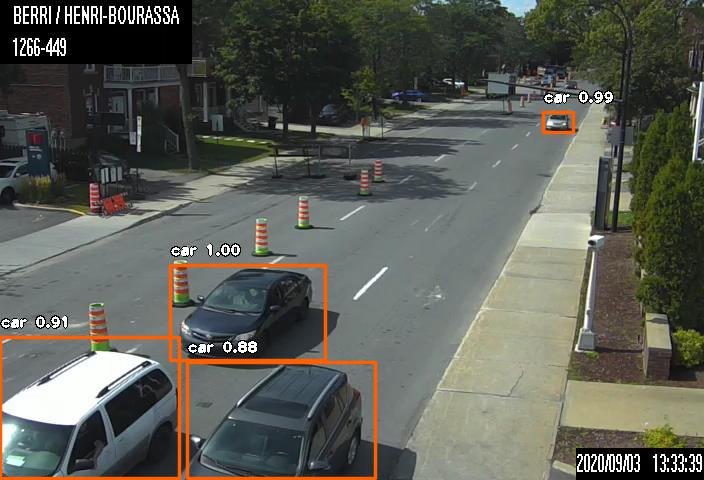 BERRI / HENRI-BOURASSA
1266-449
car 0.99
car 1.00
car 0.91
car 0.88
2020/09/03 13:33:39